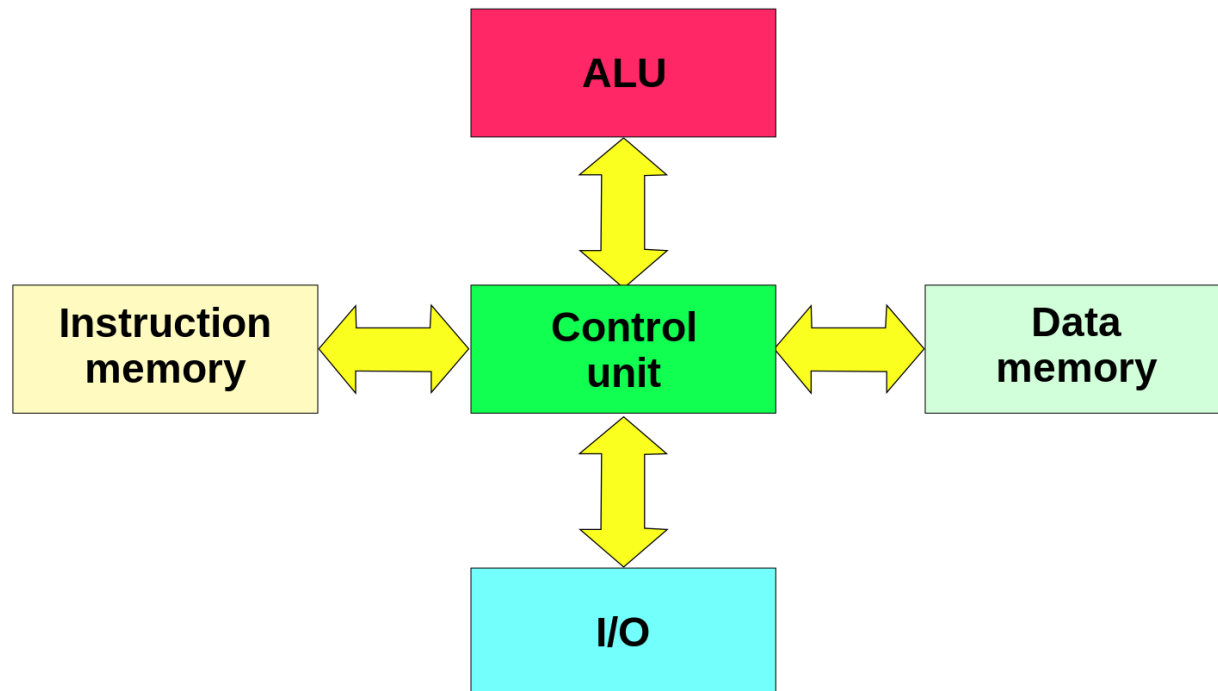 ALU
Instruction
memory
Control
unit
Data
memory
I/O